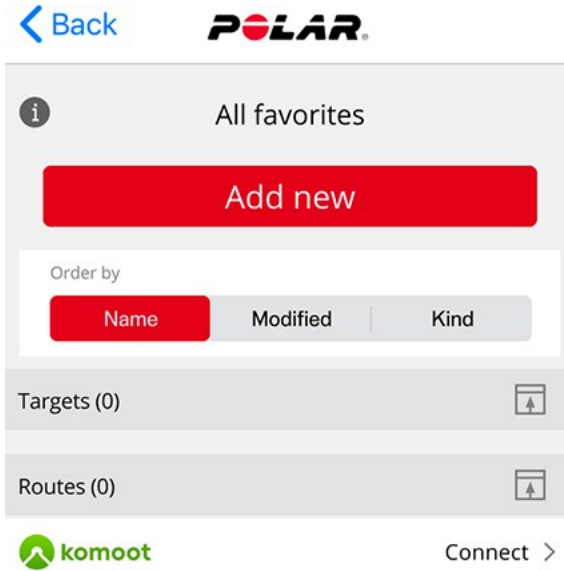 Back
POLAR
All favorites
Add new
Order by
Name Modified Kind
Targets (0)
Routes (0)
komoot Connect